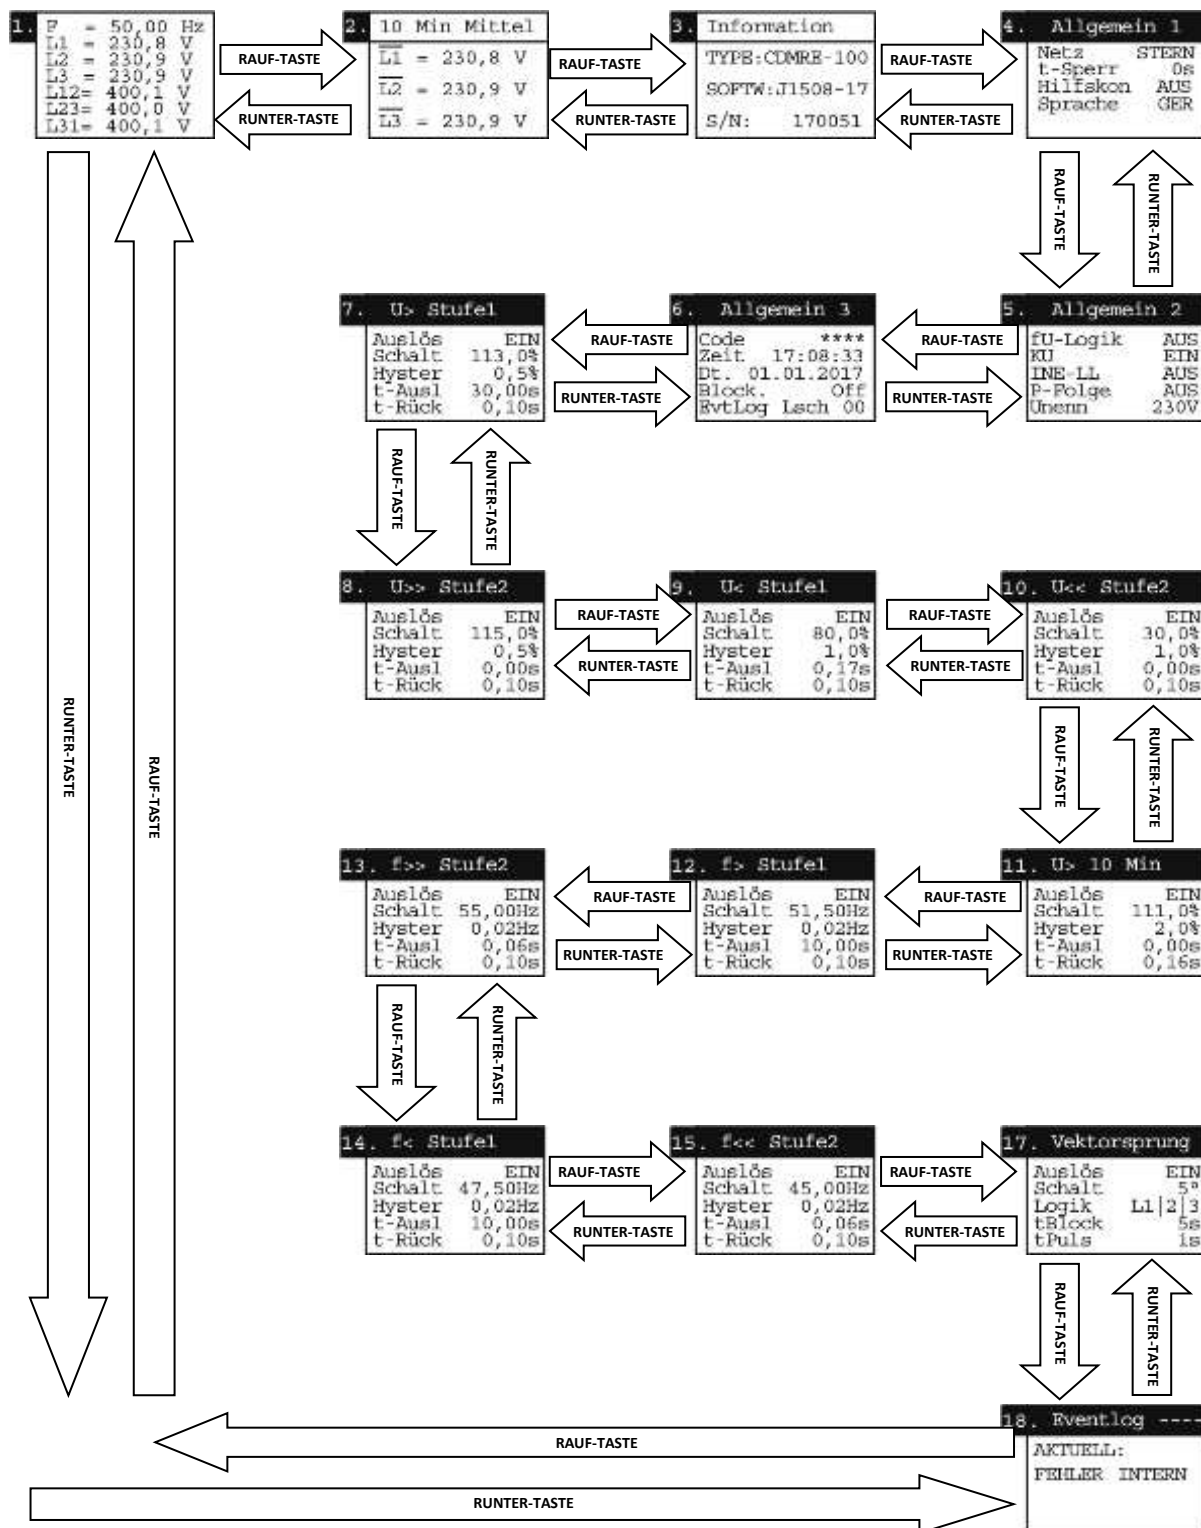 1.
F = 50,00 Hz
L1 = 230,8 V
L2 = 230,9 V
L3 = 230,9 V
L12= 400,1 V
L23= 400,0 V
L31= 400,1 V
RAUF-TASTE
RUNTER-TASTE
2. 10 Min Mittel
L1 = 230,8 V
L2 = 230,9 V
L3 = 230,9 V
RAUF-TASTE
RUNTER-TASTE
3. Information
TYPE:CDMRE-100
SOFTW:J1508-17
S/N: 170051
RAUF-TASTE
RUNTER-TASTE
4. Allgemein 1
Netz STERN
t-Sperr 0s
Hilfskon AUS
Sprache GER
RAUF-TASTE
RUNTER-TASTE
5. Allgemein 2
fU-Logik AUS
KU EIN
INE-LL AUS
P-Folge AUS
Unenn 230V
RAUF-TASTE
RUNTER-TASTE
6. Allgemein 3
Code ****
Zeit 17:08:33
Dt. 01.01.2017
Block. Off
EvtLog Lsch 00
RAUF-TASTE
RUNTER-TASTE
7. U> Stufe1
Auslös EIN
Schalt 113,0%
Hyster 0,5%
t-Ausl 30,00s
t-Rück 0,10s
RAUF-TASTE
RUNTER-TASTE
8. U>> Stufe2
Auslös EIN
Schalt 115,0%
Hyster 0,5%
t-Ausl 0,00s
t-Rück 0,10s
RAUF-TASTE
RUNTER-TASTE
9. U< Stufe1
Auslös EIN
Schalt 80,0%
Hyster 1,0%
t-Ausl 0,17s
t-Rück 0,10s
RAUF-TASTE
RUNTER-TASTE
10. U<< Stufe2
Auslös EIN
Schalt 30,0%
Hyster 1,0%
t-Ausl 0,00s
t-Rück 0,10s
RAUF-TASTE
RUNTER-TASTE
11. U> 10 Min
Auslös EIN
Schalt 111,0%
Hyster 2,0%
t-Ausl 0,00s
t-Rück 0,16s
RAUF-TASTE
RUNTER-TASTE
12. f> Stufe1
Auslös EIN
Schalt 51,50Hz
Hyster 0,02Hz
t-Ausl 10,00s
t-Rück 0,10s
RAUF-TASTE
RUNTER-TASTE
13. f>> Stufe2
Auslös EIN
Schalt 55,00Hz
Hyster 0,02Hz
t-Ausl 0,06s
t-Rück 0,10s
RAUF-TASTE
RUNTER-TASTE
14. f< Stufe1
Auslös EIN
Schalt 47,50Hz
Hyster 0,02Hz
t-Ausl 10,00s
t-Rück 0,10s
RAUF-TASTE
RUNTER-TASTE
15. f<< Stufe2
Auslös EIN
Schalt 45,00Hz
Hyster 0,02Hz
t-Ausl 0,06s
t-Rück 0,10s
RAUF-TASTE
RUNTER-TASTE
17. Vektorsprung
Auslös EIN
Schalt 5°
Logik L1|2|3
tBlock 5s
tPuls 1s
RAUF-TASTE
RUNTER-TASTE
18. Eventlog ----
AKTUELL:
FEHLER INTERN
RAUF-TASTE
RUNTER-TASTE
RUNTER-TASTE
RAUF-TASTE